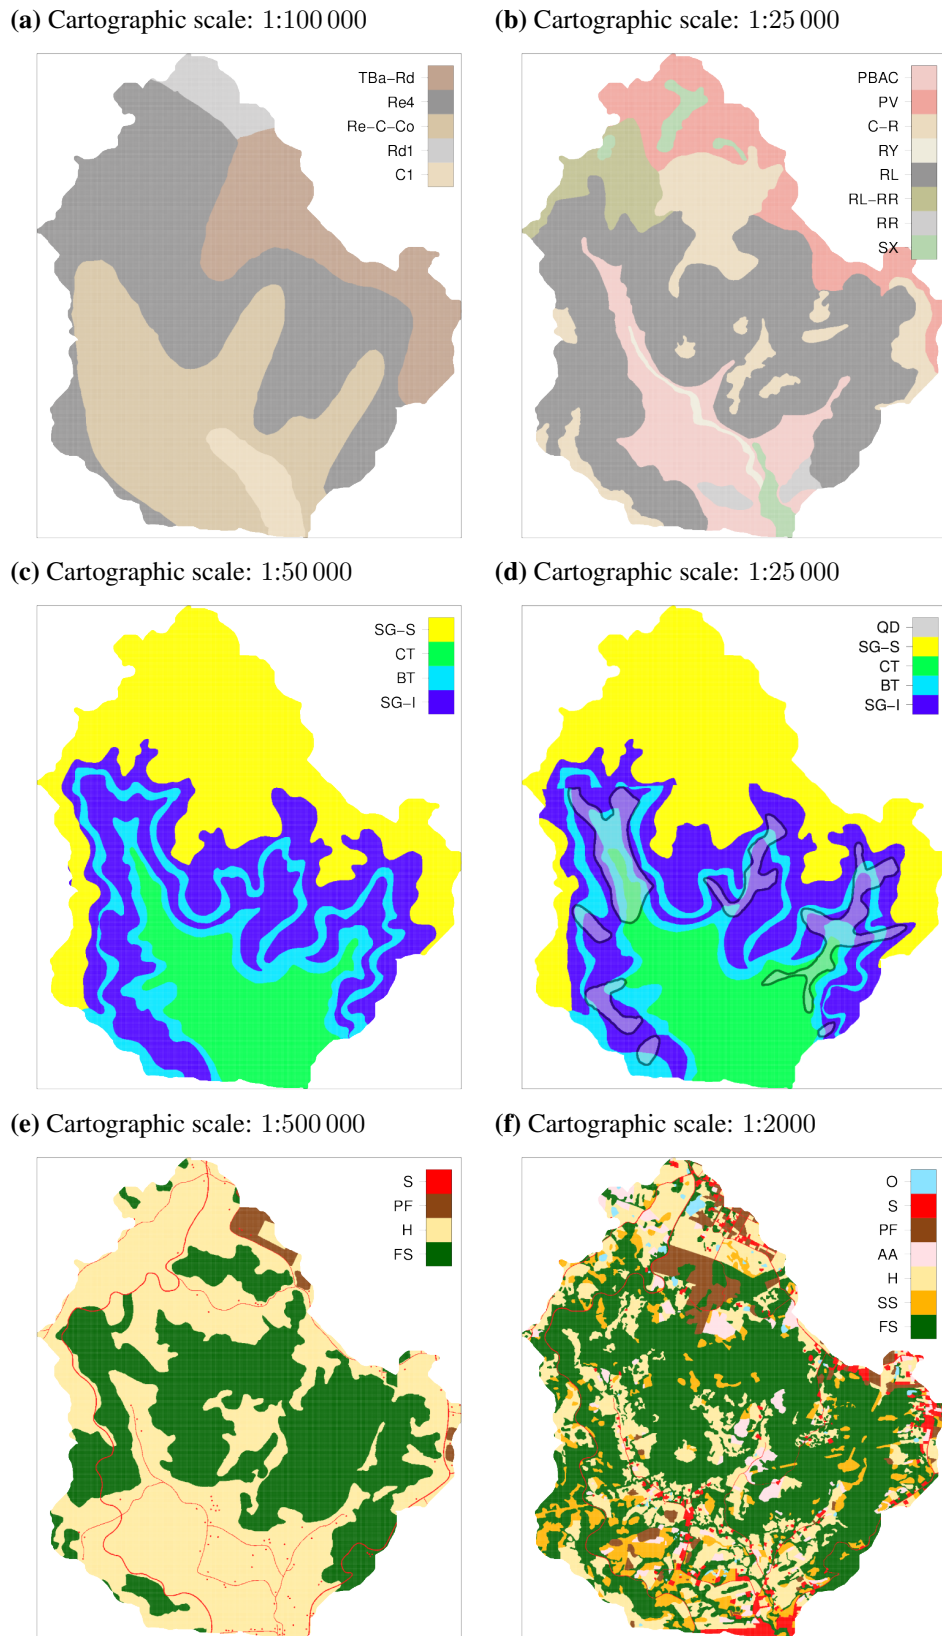 (a) Cartographic scale: 1:100 000
TBa–Rd
Re4
Re–C–Co
Rd1
C1
(b) Cartographic scale: 1:25 000
PBAC
PV
C–R
RY
RL
RL–RR
RR
SX
(c) Cartographic scale: 1:50 000
SG–S
CT
BT
SG–I
(d) Cartographic scale: 1:25 000
QD
SG–S
CT
BT
SG–I
(e) Cartographic scale: 1:500 000
S
PF
H
FS
(f) Cartographic scale: 1:2000
O
S
PF
AA
H
SS
FS